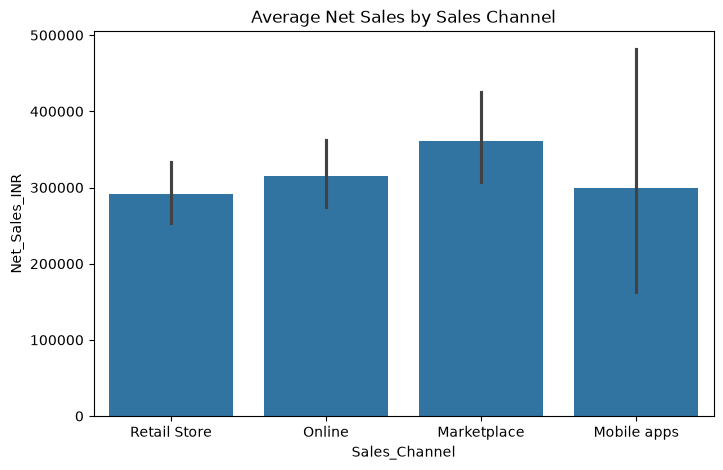 Average Net Sales by Sales Channel
Net_Sales_INR
500000
400000
300000
200000
100000
0
Retail Store Online Marketplace Mobile apps
Sales_Channel